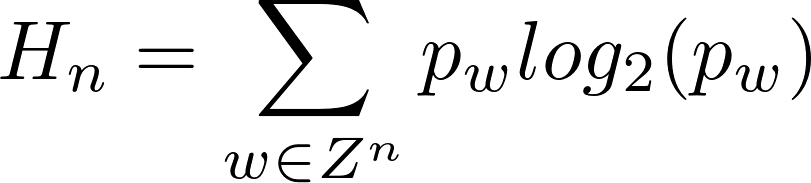 H_n = \sum_{w \in Z^n} p_w log_2(p_w)